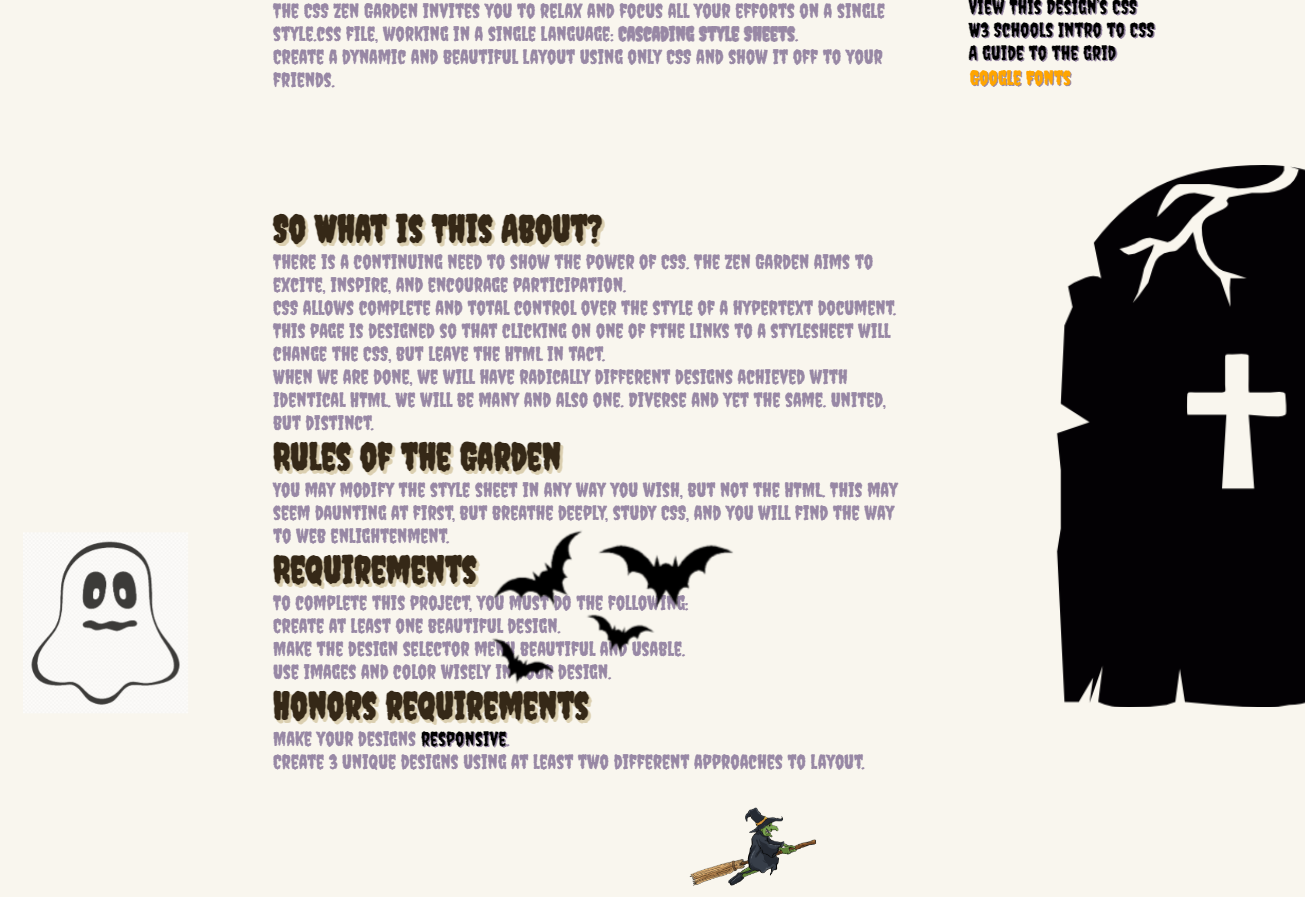 THE CSS ZEN GARDEN INVITES YOU TO RELAX AND FOCUS ALL YOUR EFFORTS ON A SINGLE
STYLE.CSS FILE, WORKING IN A SINGLE LANGUAGE: CASCADING STYLE SHEETS.
CREATE A DYNAMIC AND BEAUTIFUL LAYOUT USING ONLY CSS AND SHOW IT OFF TO YOUR
FRIENDS.
VIEW THIS DESIGN'S CSS
W3 SCHOOLS INTRO TO CSS
A GUIDE TO THE GRID
GOOGLE FONTS
SO WHAT IS THIS ABOUT?
THERE IS A CONTINUING NEED TO SHOW THE POWER OF CSS. THE ZEN GARDEN AIMS TO
EXCITE, INSPIRE, AND ENCOURAGE PARTICIPATION.
CSS ALLOWS COMPLETE AND TOTAL CONTROL OVER THE STYLE OF A HYPERTEXT DOCUMENT.
THIS PAGE IS DESIGNED SO THAT CLICKING ON ONE OF FTHE LINKS TO A STYLESHEET WILL
CHANGE THE CSS, BUT LEAVE THE HTML IN TACT.
WHEN WE ARE DONE, WE WILL HAVE RADICALLY DIFFERENT DESIGNS ACHIEVED WITH
IDENTICAL HTML. WE WILL BE MANY AND ALSO ONE. DIVERSE AND YET THE SAME. UNITED,
BUT DISTINCT.
RULES OF THE GARDEN
YOU MAY MODIFY THE STYLE SHEET IN ANY WAY YOU WISH, BUT NOT THE HTML. THIS MAY
SEEM DAUNTING AT FIRST, BUT BREATHE DEEPLY, STUDY CSS, AND YOU WILL FIND THE WAY
TO WEB ENLIGHTENMENT.
REQUIREMENTS
TO COMPLETE THIS PROJECT, YOU MUST DO THE FOLLOWING:
CREATE AT LEAST ONE BEAUTIFUL DESIGN.
MAKE THE DESIGN SELECTOR MENU BEAUTIFUL AND USABLE.
USE IMAGES AND COLOR WISELY IN YOUR DESIGN.
HONORS REQUIREMENTS
MAKE YOUR DESIGNS RESPONSIVE.
CREATE 3 UNIQUE DESIGNS USING AT LEAST TWO DIFFERENT APPROACHES TO LAYOUT.